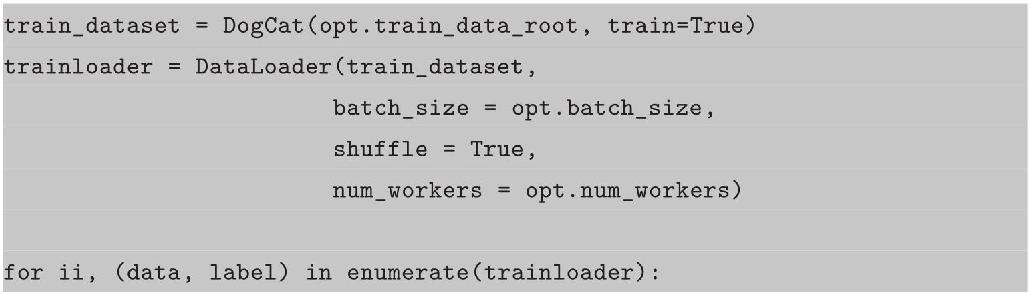 train_dataset = DogCat(opt.train_data_root, train=True)
trainloader = DataLoader(train_dataset,
                    batch_size = opt.batch_size,
                    shuffle = True,
                    num_workers = opt.num_workers)
for ii, (data, label) in enumerate(trainloader):